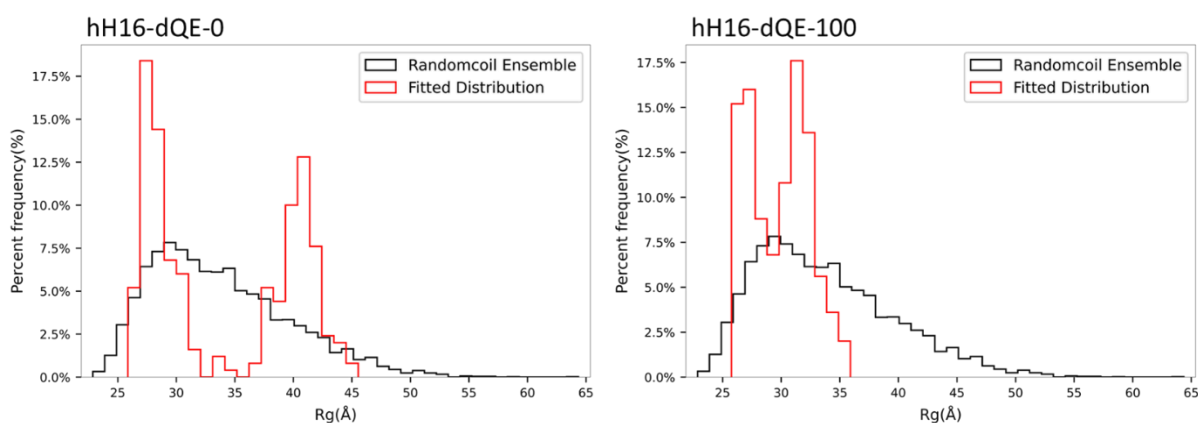 hH16-dQE-0
Randomcoil Ensemble
Fitted Distribution
Percent frequency(%)
17.5%
15.0%
12.5%
10.0%
7.5%
5.0%
2.5%
0.0%
25 30 35 40 45 50 55 60 65
Rg(Å)
hH16-dQE-100
Randomcoil Ensemble
Fitted Distribution
Percent frequency(%)
17.5%
15.0%
12.5%
10.0%
7.5%
5.0%
2.5%
0.0%
25 30 35 40 45 50 55 60 65
Rg(Å)